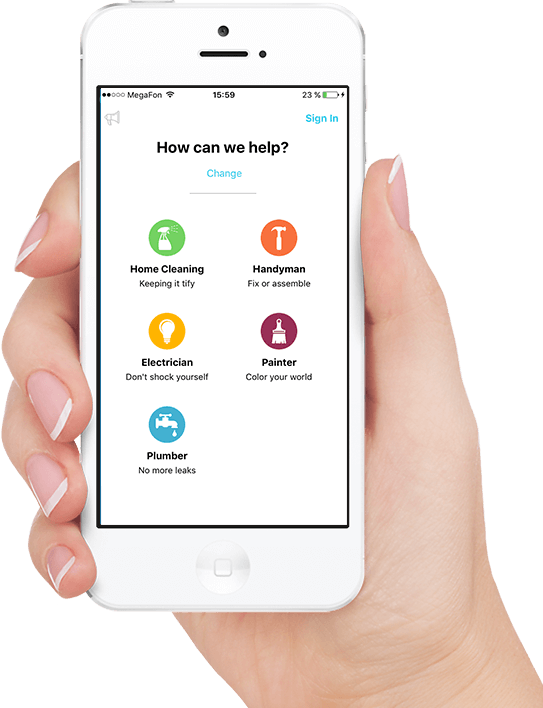 MegaFon 15:59 23 %
Sign In
How can we help?
Change
Home Cleaning
Keeping it tify
Handyman
Fix or assemble
Electrician
Don't shock yourself
Painter
Color your world
Plumber
No more leaks